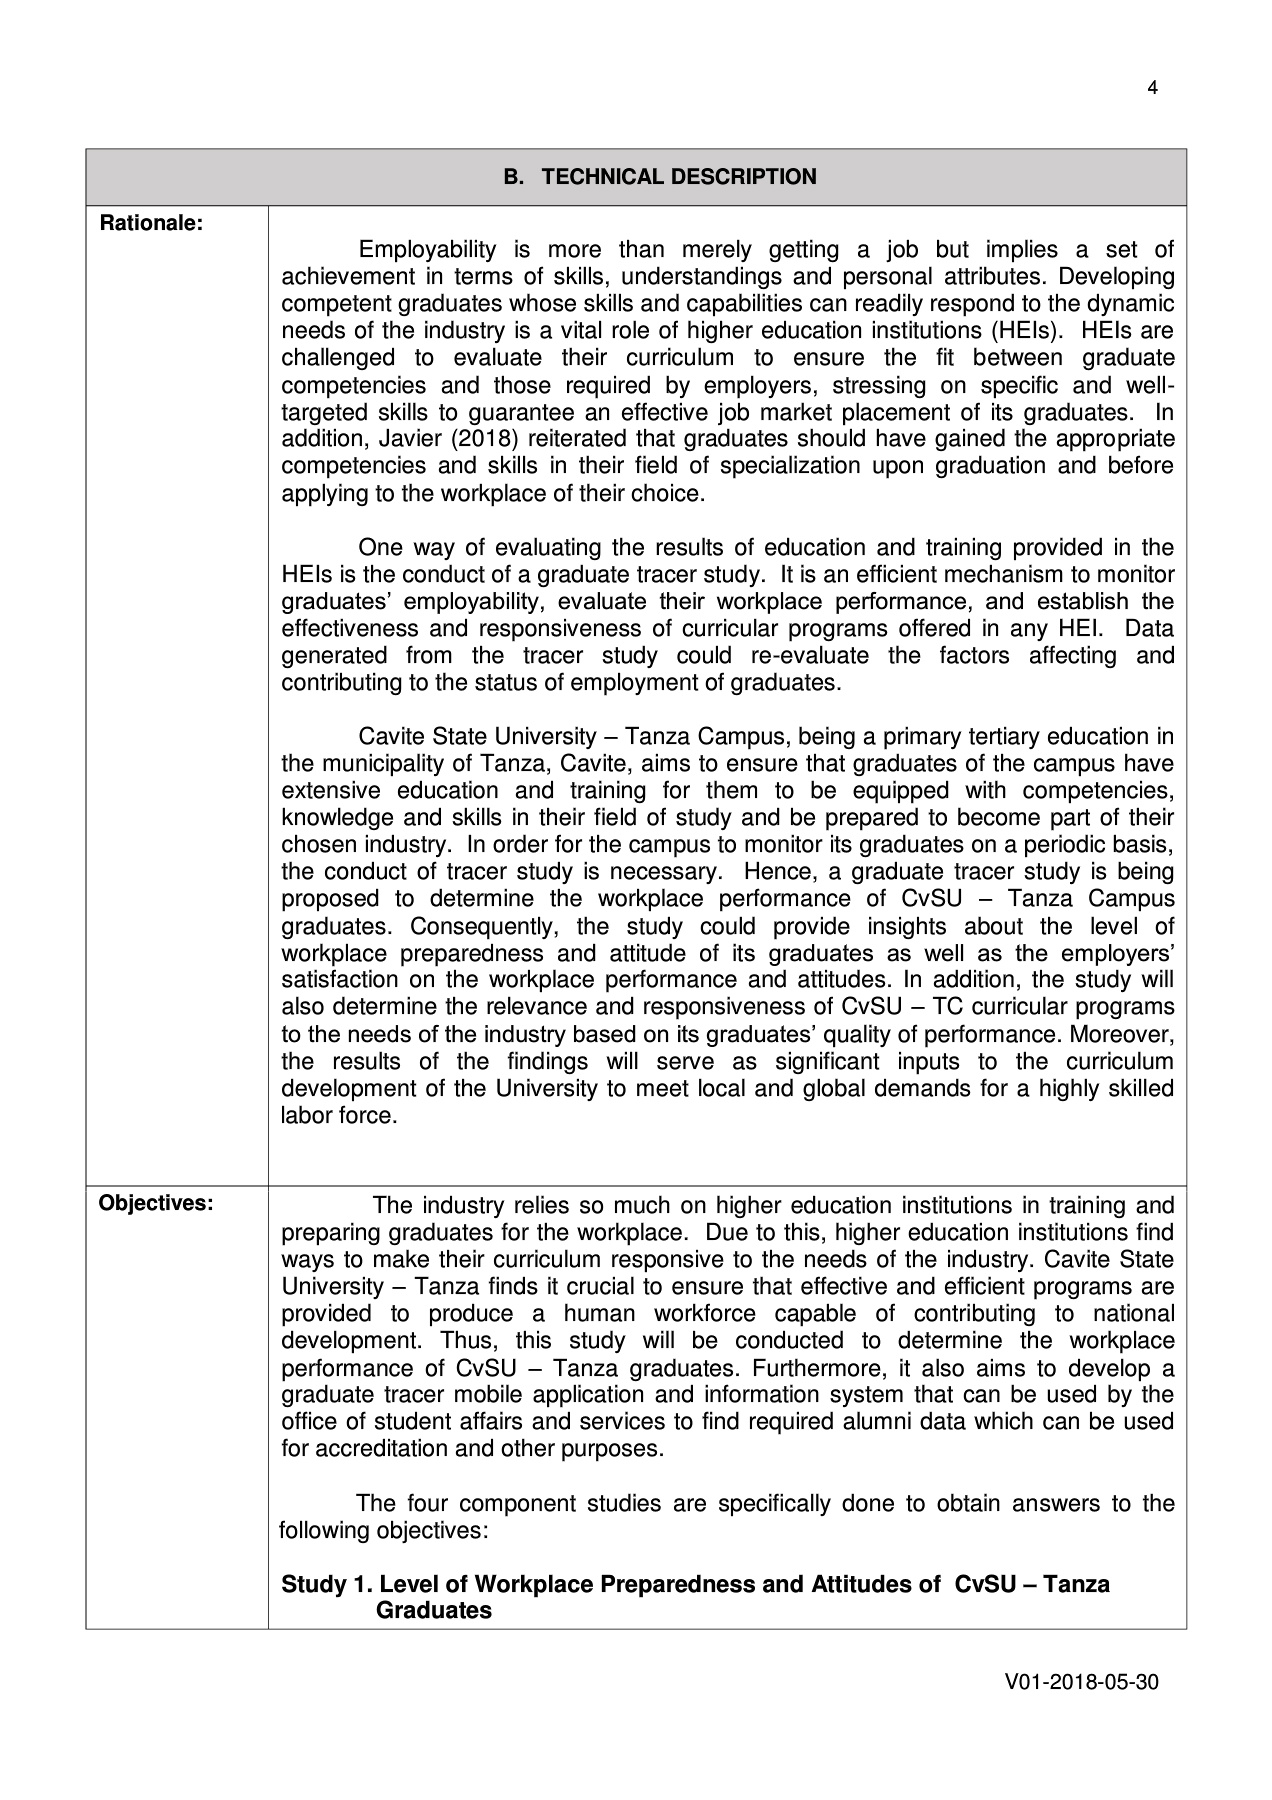 4
B. TECHNICAL DESCRIPTION
Rationale:
Employability is more than merely getting a job but implies a set of
achievement in terms of skills, understandings and personal attributes. Developing
competent graduates whose skills and capabilities can readily respond to the dynamic
needs of the industry is a vital role of higher education institutions (HEIs). HEIs are
challenged to evaluate their curriculum to ensure the fit between graduate
competencies and those required by employers, stressing on specific and well-
targeted skills to guarantee an effective job market placement of its graduates. In
addition, Javier (2018) reiterated that graduates should have gained the appropriate
competencies and skills in their field of specialization upon graduation and before
applying to the workplace of their choice.
One way of evaluating the results of education and training provided in the
HEIs is the conduct of a graduate tracer study. It is an efficient mechanism to monitor
graduates’ employability, evaluate their workplace performance, and establish the
effectiveness and responsiveness of curricular programs offered in any HEI. Data
generated from the tracer study could re-evaluate the factors affecting and
contributing to the status of employment of graduates.
Cavite State University – Tanza Campus, being a primary tertiary education in
the municipality of Tanza, Cavite, aims to ensure that graduates of the campus have
extensive education and training for them to be equipped with competencies,
knowledge and skills in their field of study and be prepared to become part of their
chosen industry. In order for the campus to monitor its graduates on a periodic basis,
the conduct of tracer study is necessary. Hence, a graduate tracer study is being
proposed to determine the workplace performance of CvSU – Tanza Campus
graduates. Consequently, the study could provide insights about the level of
workplace preparedness and attitude of its graduates as well as the employers’
satisfaction on the workplace performance and attitudes. In addition, the study will
also determine the relevance and responsiveness of CvSU – TC curricular programs
to the needs of the industry based on its graduates’ quality of performance. Moreover,
the results of the findings will serve as significant inputs to the curriculum
development of the University to meet local and global demands for a highly skilled
labor force.
Objectives:
The industry relies so much on higher education institutions in training and
preparing graduates for the workplace. Due to this, higher education institutions find
ways to make their curriculum responsive to the needs of the industry. Cavite State
University – Tanza finds it crucial to ensure that effective and efficient programs are
provided to produce a human workforce capable of contributing to national
development. Thus, this study will be conducted to determine the workplace
performance of CvSU – Tanza graduates. Furthermore, it also aims to develop a
graduate tracer mobile application and information system that can be used by the
office of student affairs and services to find required alumni data which can be used
for accreditation and other purposes.
The four component studies are specifically done to obtain answers to the
following objectives:
Study 1. Level of Workplace Preparedness and Attitudes of CvSU – Tanza
Graduates
V01-2018-05-30